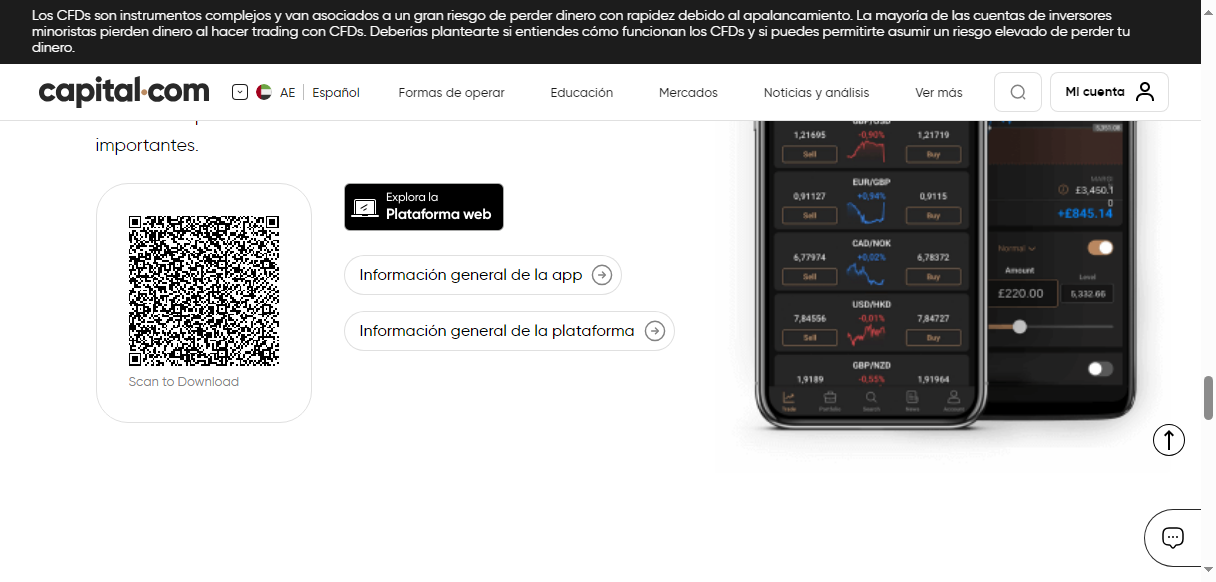 Los CFDs son instrumentos complejos y van asociados a un gran riesgo de perder dinero con rapidez debido al apalancamiento. La mayoría de las cuentas de inversores
minoristas pierden dinero al hacer trading con CFDs. Deberías plantearte si entiendes cómo funcionan los CFDs y si puedes permitirte asumir un riesgo elevado de perder tu
dinero.
capital.com
AE Español
Formas de operar
Educación
Mercados
Noticias y análisis
Ver más
Mi cuenta
importantes.
Scan to Download
Explora la
Plataforma web
Información general de la app
Información general de la plataforma
GBP/USD
1,21695 -0,90% 1,21719
Sell Buy
EUR/GBP
0,91127 +0,94% 0,9115
Sell Buy
CAD/NOK
6,77974 +0,02% 6,78372
Sell Buy
USD/HKD
7,84556 -0,01% 7,84727
Sell Buy
GBP/NZD
1,9189 -0,55% 1,91964
Trade Portfolio Search News Account
£3,450.1
0
+£845.14
Normal
Amount
Level
£220.00
5,332.66